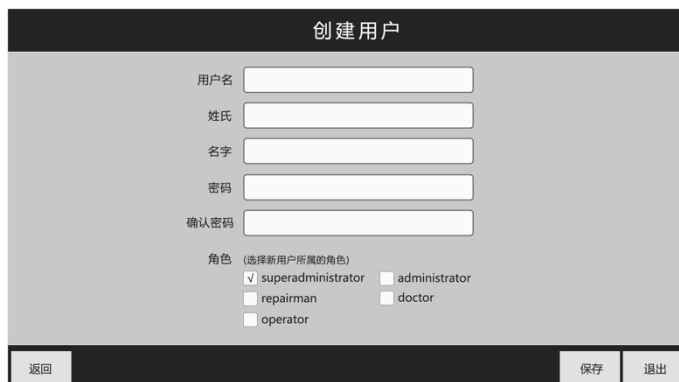 创建用户
用户名
姓氏
名字
密码
确认密码
角色 (选择新用户所属的角色)
√ superadministrator administrator
repairman doctor
operator
返回 保存 退出